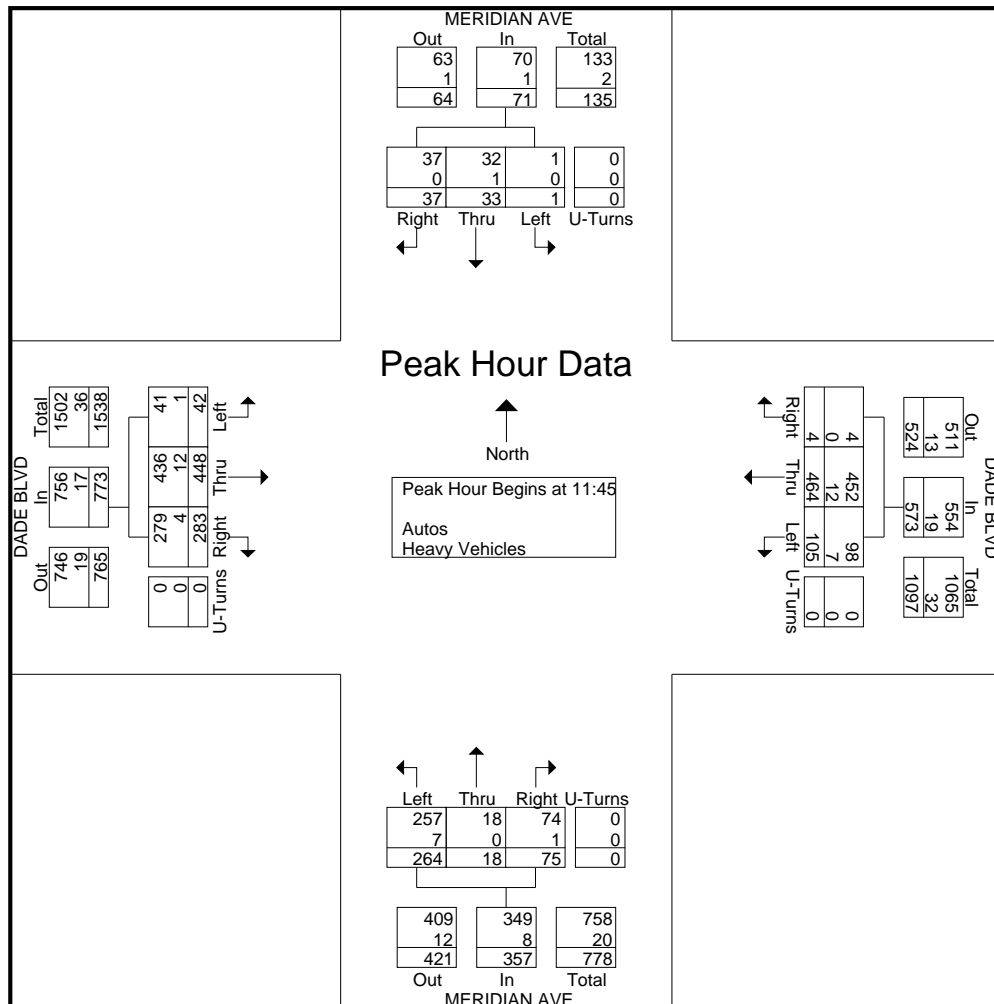 MERIDIAN AVE
Out In Total
63 70 133
1 1 2
64 71 135
37 32 1 0
0 1 0 0
37 33 1 0
Right Thru Left U-Turns
Peak Hour Data
North
Peak Hour Begins at 11:45
Autos
Heavy Vehicles
DADE BLVD
Out In Total
746 756 1502
19 17 36
765 773 1538
Left Thru Right U-Turns
41 436 279 0
1 12 4 0
42 448 283 0
DADE BLVD
Out In Total
511 554 1065
13 19 32
524 573 1097
Right Thru Left U-Turns
4 452 98 0
0 12 7 0
4 464 105 0
Left Thru Right U-Turns
257 18 74 0
7 0 1 0
264 18 75 0
409 349 758
12 8 20
421 357 778
Out In Total
MERIDIAN AVE